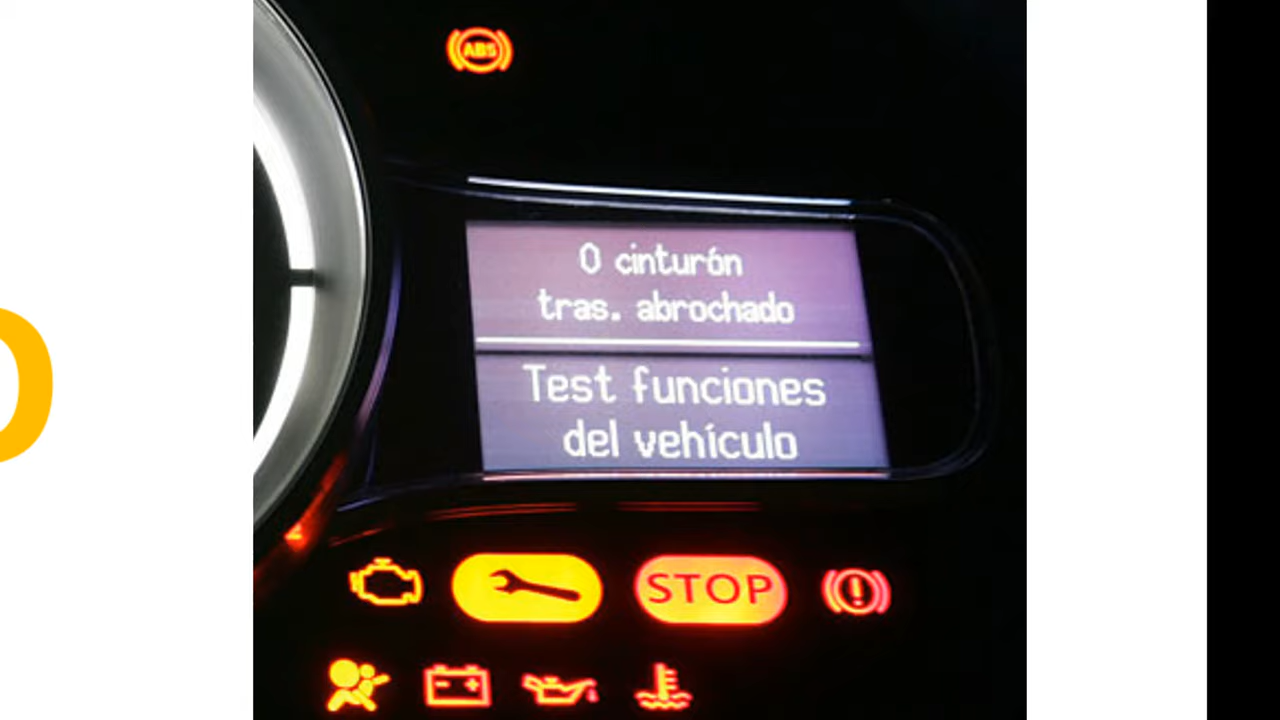 ABS
0 cinturón
tras. abrochado
Test funciones
del vehículo
STOP